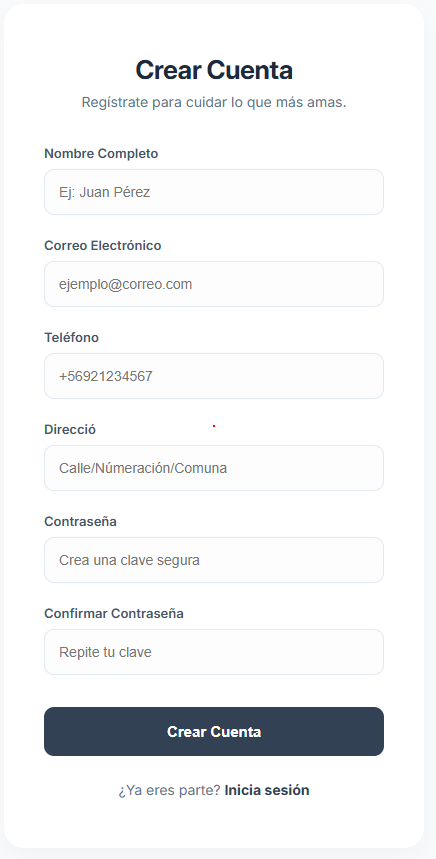 Crear Cuenta
Regístrate para cuidar lo que más amas.
Nombre Completo
Ej: Juan Pérez
Correo Electrónico
ejemplo@correo.com
Teléfono
+56921234567
Direcció
Calle/Númeración/Comuna
Contraseña
Crea una clave segura
Confirmar Contraseña
Repite tu clave
Crear Cuenta
¿Ya eres parte? Inicia sesión